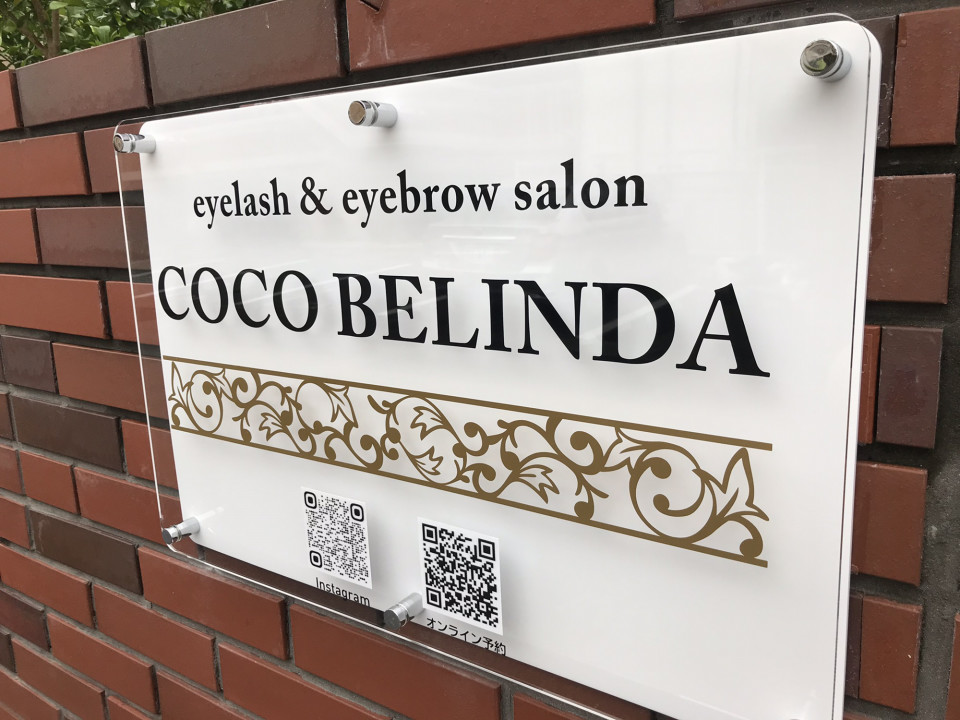 eyelash & eyebrow salon
COCO BELINDA
Instagram
オンライン予約